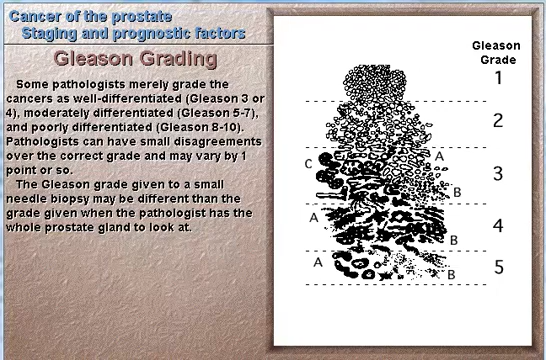 Cancer of the prostate
Staging and prognostic factors
Gleason Grading
Some pathologists merely grade the
cancers as well-differentiated (Gleason 3 or
4), moderately differentiated (Gleason 5-7),
and poorly differentiated (Gleason 8-10).
Pathologists can have small disagreements
over the correct grade and may vary by 1
point or so.
The Gleason grade given to a small
needle biopsy may be different than the
grade given when the pathologist has the
whole prostate gland to look at.
Gleason
Grade
1
2
C A
3
B
A
4
B
A
5
B